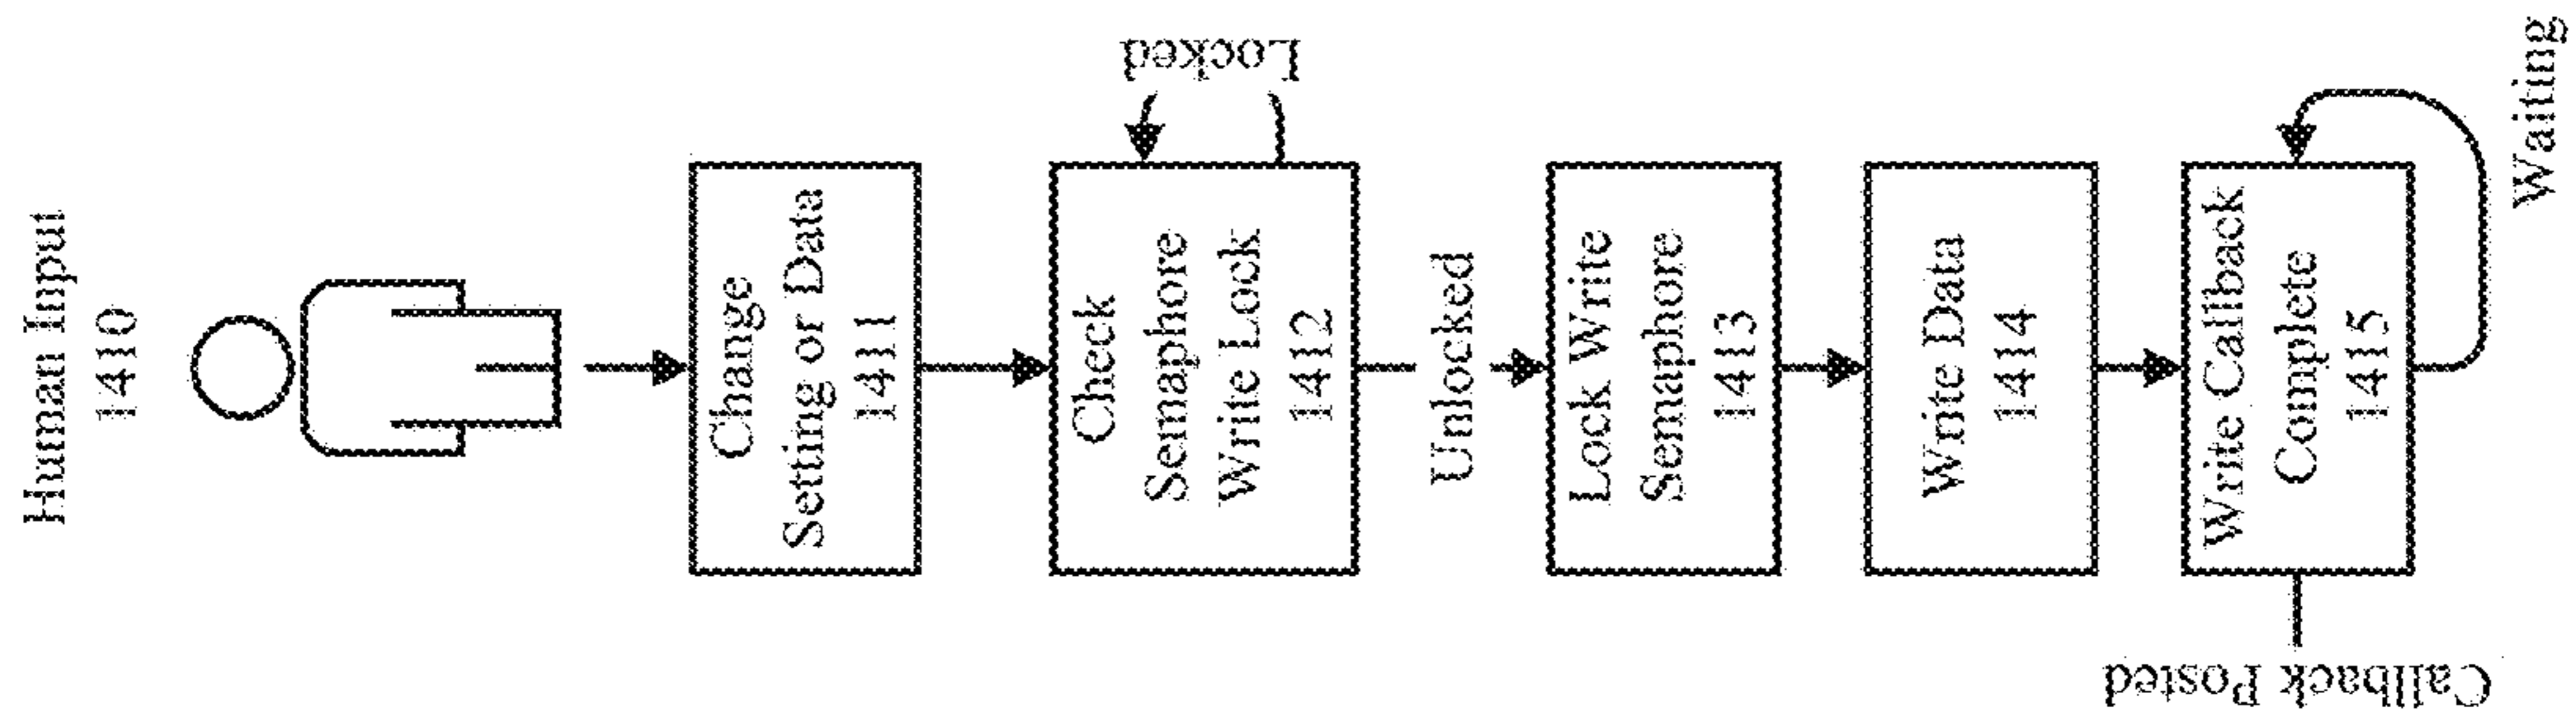 Human Input
1410
Change
Setting or Data
1411
Check
Semaphore
Write Lock
1412
Locked
Unlocked
Lock Write
Semaphore
1413
Write Data
1414
Write Callback
Complete
1415
Waiting
Callback Posted